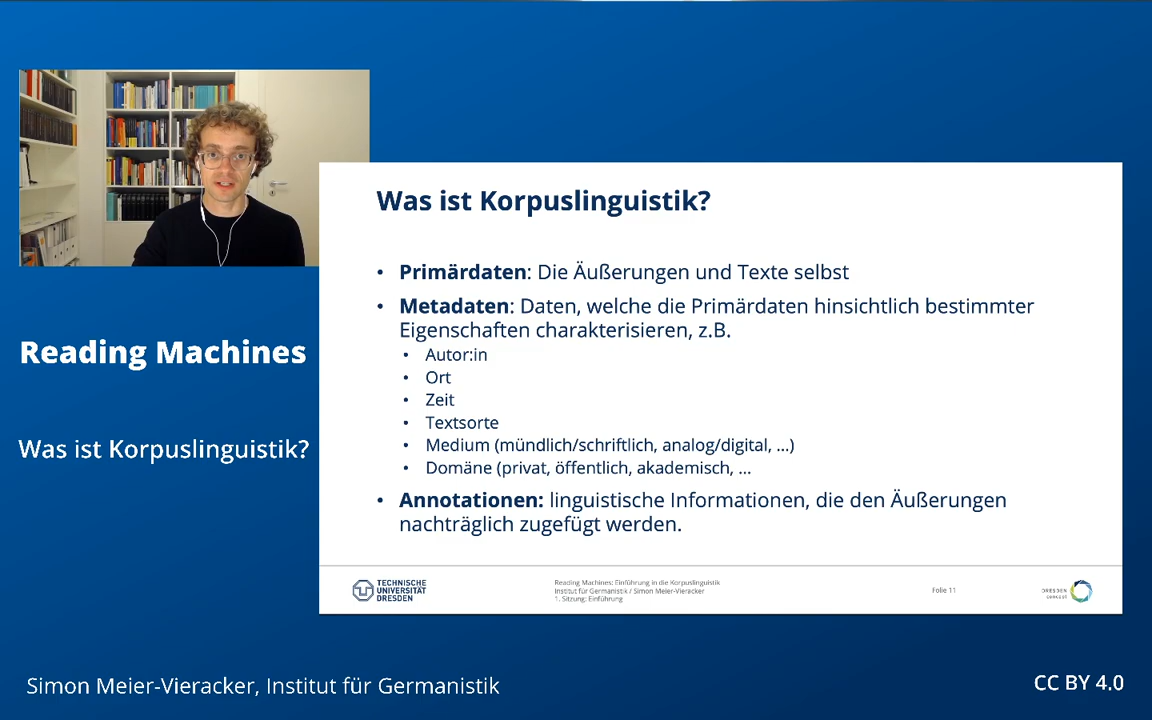 Reading Machines
Was ist Korpuslinguistik?
Was ist Korpuslinguistik?
• Primärdaten: Die Äußerungen und Texte selbst
• Metadaten: Daten, welche die Primärdaten hinsichtlich bestimmter
Eigenschaften charakterisieren, z.B.
• Autor:in
• Ort
• Zeit
• Textsorte
• Medium (mündlich/schriftlich, analog/digital, ...)
• Domäne (privat, öffentlich, akademisch, ...
• Annotationen: linguistische Informationen, die den Äußerungen
nachträglich zugefügt werden.
TECHNISCHE
UNIVERSITÄT
DRESDEN
Reading Machines: Einführung in die Korpuslinguistik
Institut für Germanistik / Simon Meier-Vieracker
1. Sitzung: Einführung
Folie 11
DRESDEN
concept
Simon Meier-Vieracker, Institut für Germanistik
CC BY 4.0